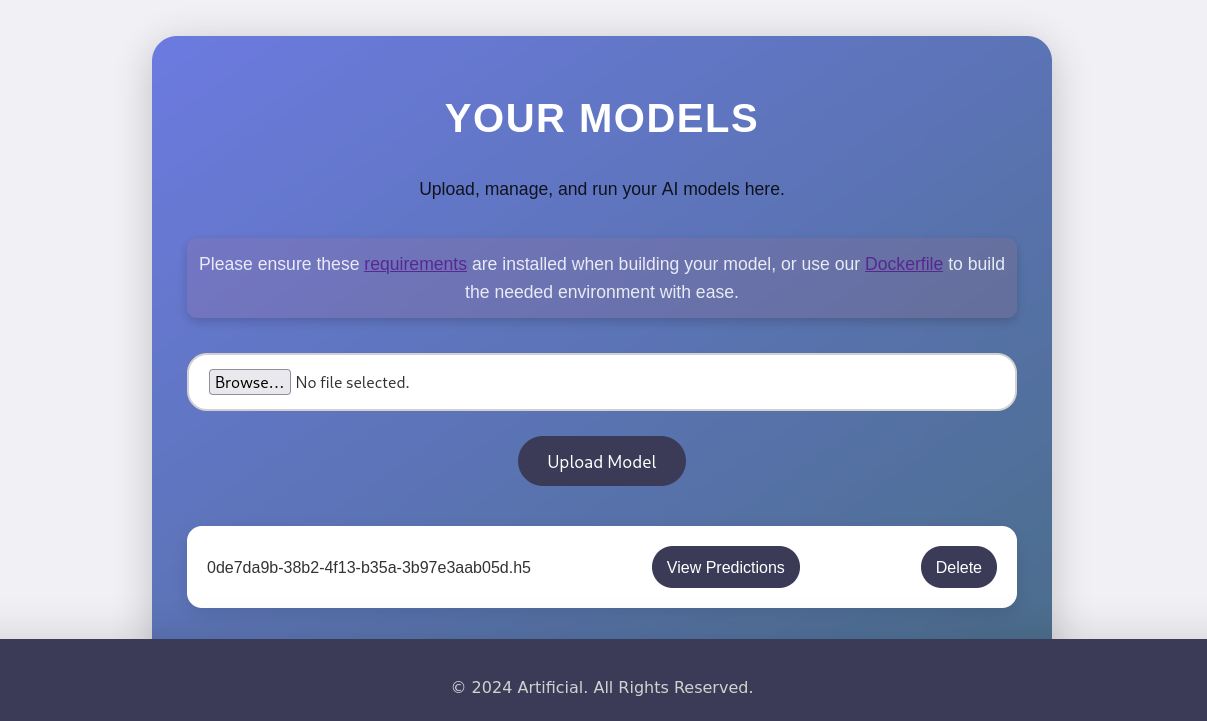 YOUR MODELS
Upload, manage, and run your AI models here.
Please ensure these requirements are installed when building your model, or use our Dockerfile to build
the needed environment with ease.
Browse... No file selected.
Upload Model
0de7da9b-38b2-4f13-b35a-3b97e3aab05d.h5 View Predictions Delete
© 2024 Artificial. All Rights Reserved.